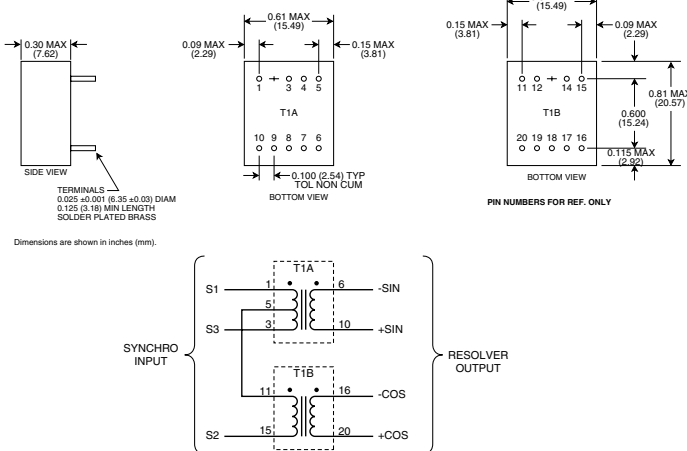 0.30 MAX
(7.62)
SIDE VIEW
TERMINALS
0.025 ±0.001 (6.35 ±0.03) DIAM
0.125 (3.18) MIN LENGTH
SOLDER PLATED BRASS
Dimensions are shown in inches (mm).
0.61 MAX
(15.49)
0.09 MAX
(2.29)
0.15 MAX
(3.81)
1 3 4 5
T1A
10 9 8 7 6
0.100 (2.54) TYP
TOL NON CUM
BOTTOM VIEW
(15.49)
0.15 MAX
(3.81)
0.09 MAX
(2.29)
11 12 14 15
T1B
20 19 18 17 16
0.81 MAX
(20.57)
0.600
(15.24)
0.115 MAX
(2.92)
BOTTOM VIEW
PIN NUMBERS FOR REF. ONLY
T1A
S1 1 6 -SIN
5
S3 3 10 +SIN
SYNCHRO
INPUT
RESOLVER
OUTPUT
T1B
11 16 -COS
S2 15 20 +COS